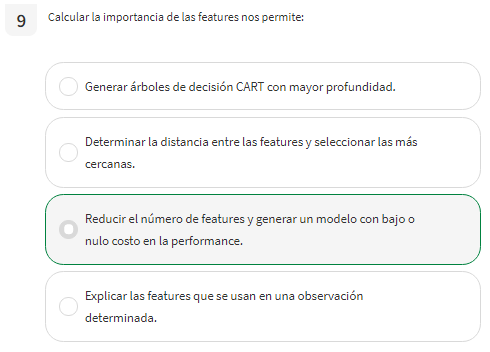 9
Calcular la importancia de las features nos permite:
Generar árboles de decisión CART con mayor profundidad.
Determinar la distancia entre las features y seleccionar las más
cercanas.
Reducir el número de features y generar un modelo con bajo o
nulo costo en la performance.
Explicar las features que se usan en una observación
determinada.